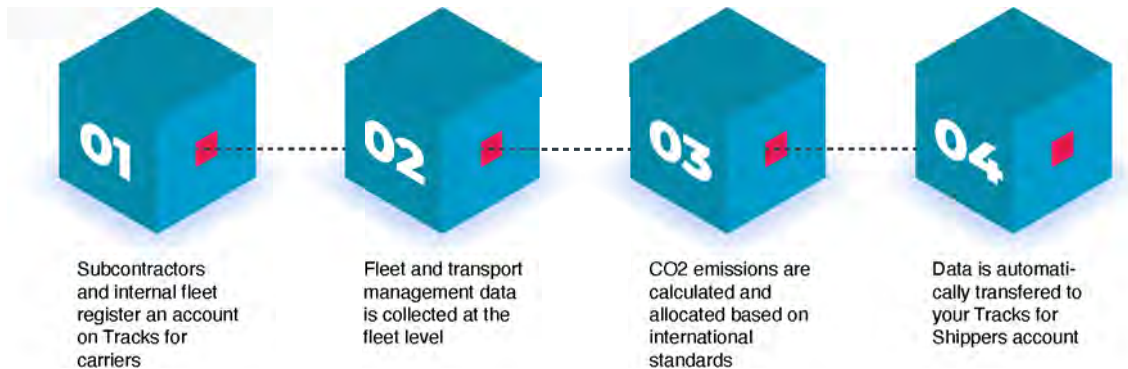 01
02
03
04
Subcontractors
and internal fleet
register an account
on Tracks for
carriers
Fleet and transport
management data
is collected at the
fleet level
CO2 emissions are
calculated and
allocated based on
international
standards
Data is automati-
cally transfered to
your Tracks for
Shippers account